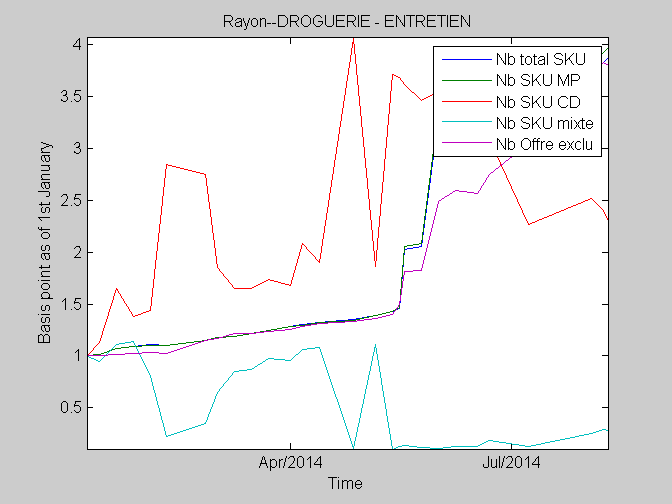 Rayon--DROGUERIE - ENTRETIEN
Basis point as of 1st January
4
3.5
3
2.5
2
1.5
1
0.5
Nb total SKU
Nb SKU MP
Nb SKU CD
Nb SKU mixte
Nb Offre exclu
Apr/2014
Jul/2014
Time